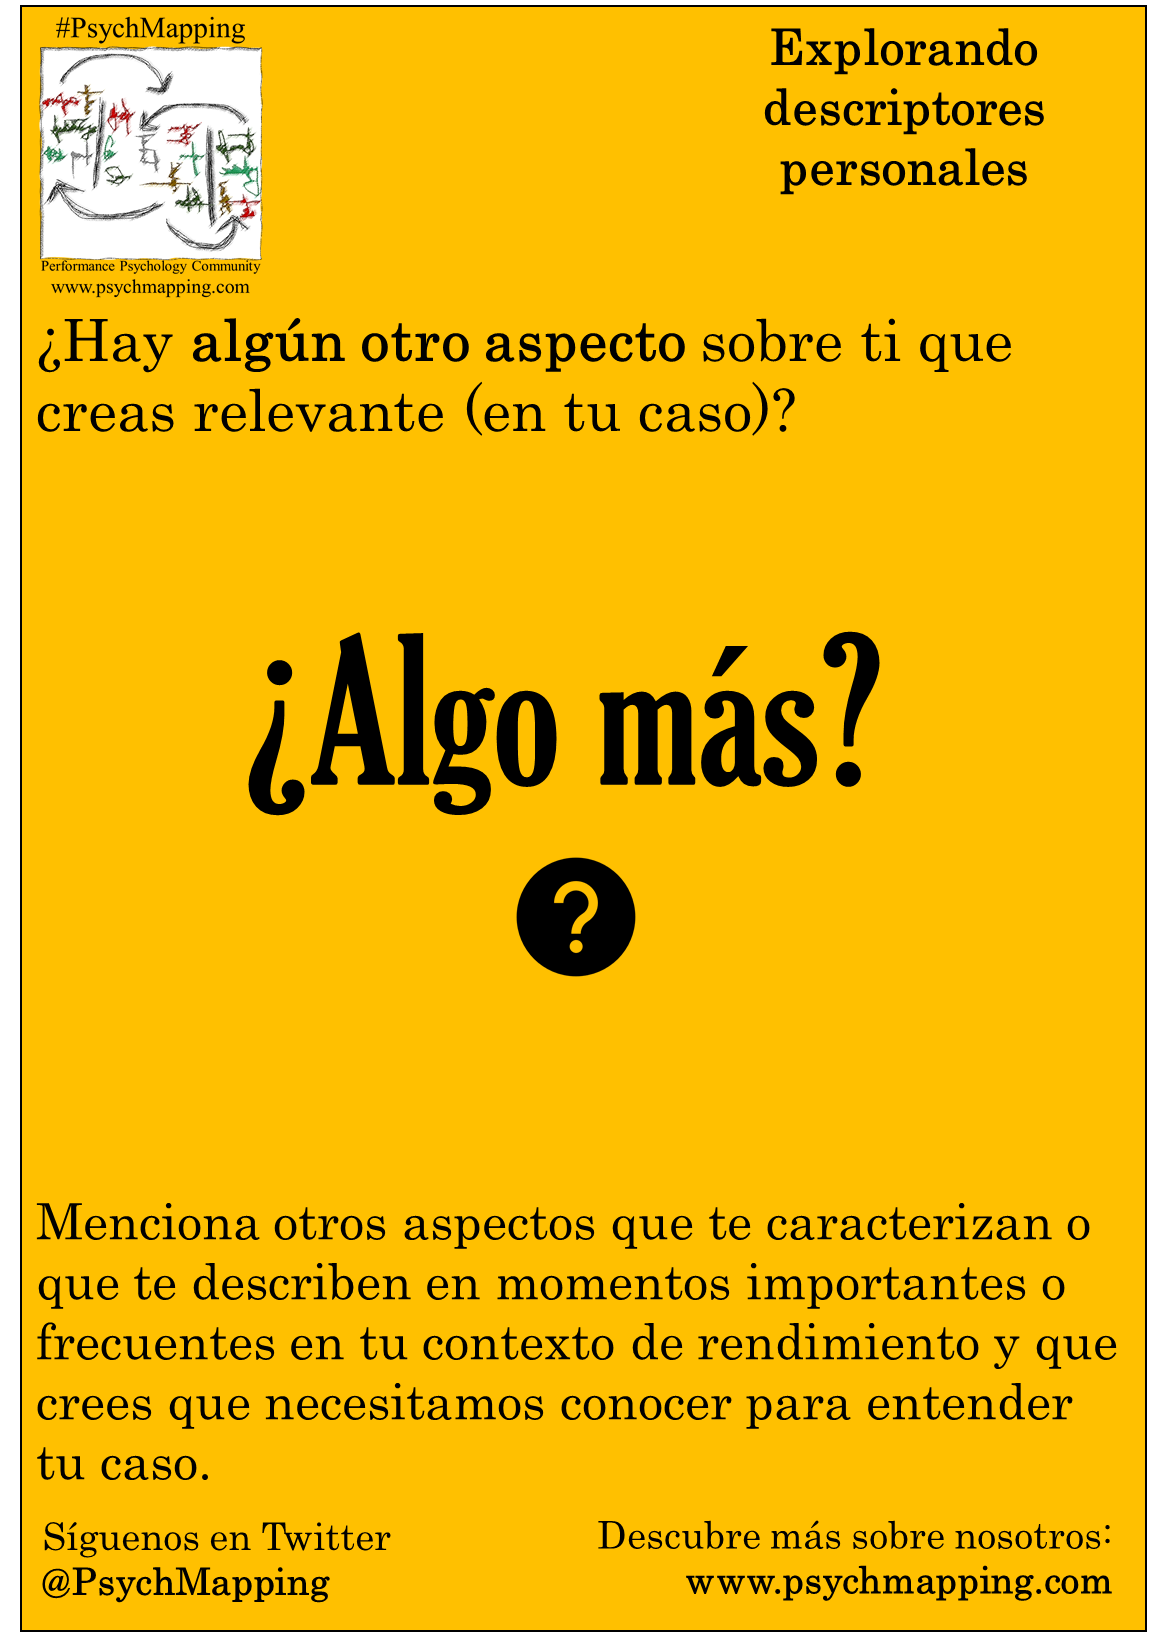 #PsychMapping
Explorando
descriptores
personales
Performance Psychology Community
www.psychmapping.com
¿Hay algún otro aspecto sobre ti que
creas relevante (en tu caso)?
¿Algo más?
?
Menciona otros aspectos que te caracterizan o
que te describen en momentos importantes o
frecuentes en tu contexto de rendimiento y que
crees que necesitamos conocer para entender
tu caso.
Síguenos en Twitter
@PsychMapping
Descubre más sobre nosotros:
www.psychmapping.com